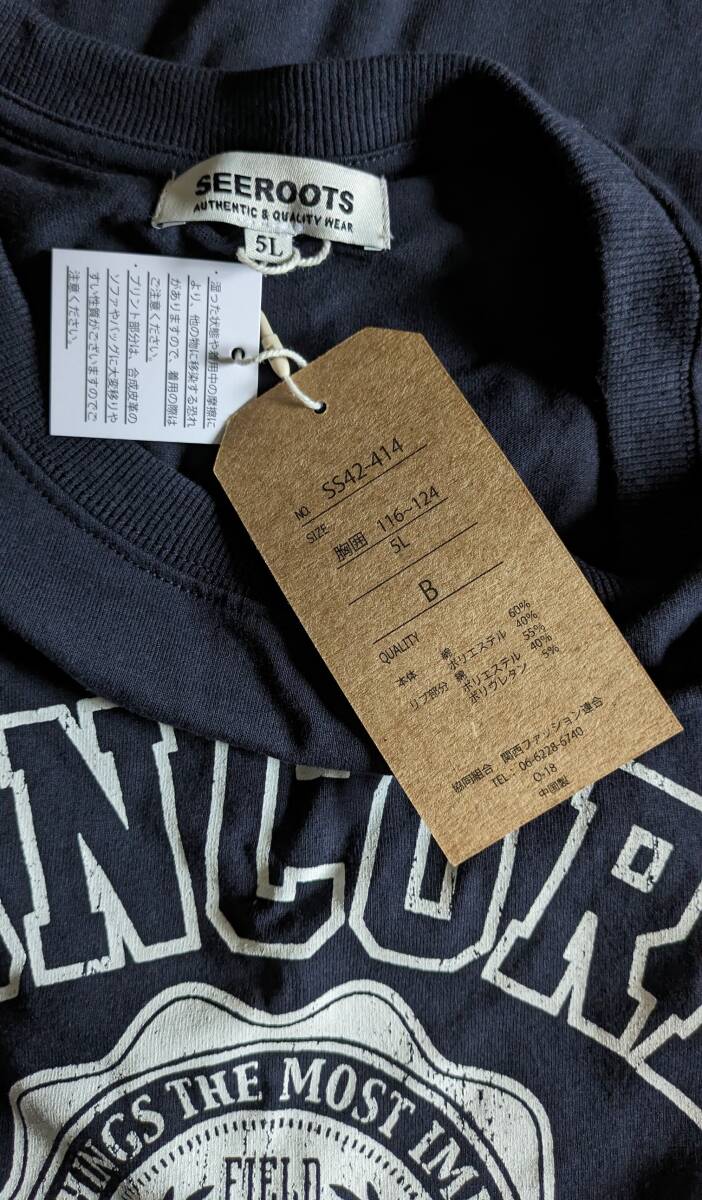 SEEROOTS
AUTHENTIC & QUALITY WEAR
5L
・湿った状態や着用中の摩擦に
より、他の物に移染する恐れ
がありますので、着用の際は
ご注意ください。
・プリント部分は、合成皮革の
ソファやバッグに大変移りや
すい性質がございますのでご
注意ください。
NO. SS42-414
SIZE
胸囲 116~124
5L
B
QUALITY
本体 綿 60%
ポリエステル 40%
リブ部分 綿 55%
ポリエステル 40%
ポリウレタン 5%
協同組合 関西ファッション連合
TEL：06-6228-6740
O-18
中国製
NCOR
THINGS THE MOST
FIELD